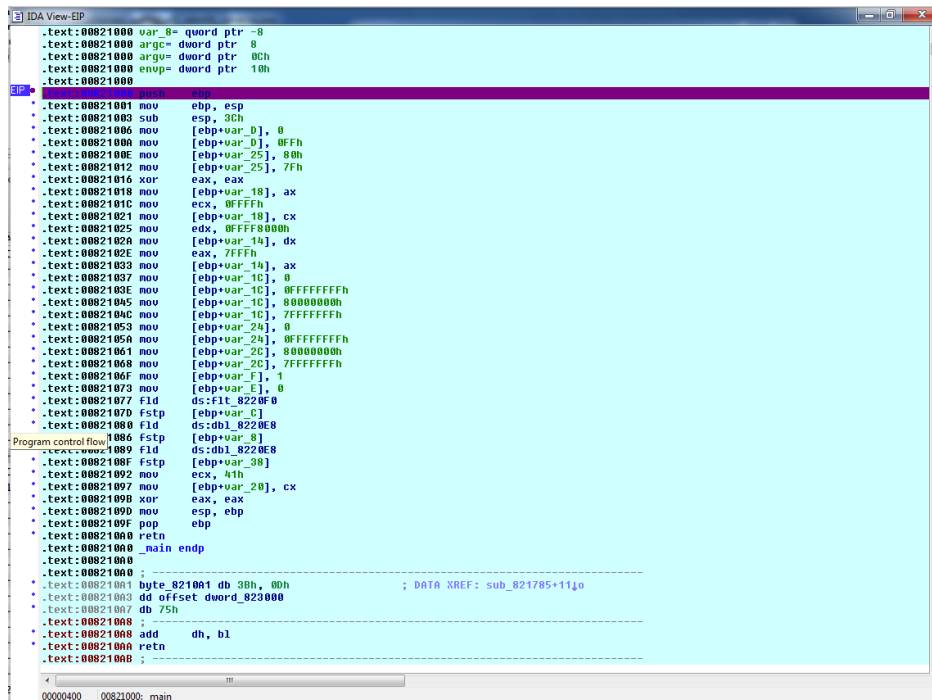 IDA View-EIP
.text:00821000 var_8= qword ptr -8
.text:00821000 argc= dword ptr 8
.text:00821000 argv= dword ptr 0Ch
.text:00821000 envp= dword ptr 10h
.text:00821000
EIP .text:00821000 push ebp
.text:00821001 mov ebp, esp
.text:00821003 sub esp, 3Ch
.text:00821006 mov [ebp+var_D], 0
.text:0082100A mov [ebp+var_D], 0FFh
.text:0082100E mov [ebp+var_25], 80h
.text:00821012 mov [ebp+var_25], 7Fh
.text:00821016 xor eax, eax
.text:00821018 mov [ebp+var_18], ax
.text:0082101C mov ecx, 0FFFFh
.text:00821021 mov [ebp+var_18], cx
.text:00821025 mov edx, 0FFFF8000h
.text:0082102A mov [ebp+var_14], dx
.text:0082102E mov eax, 7FFFh
.text:00821033 mov [ebp+var_14], ax
.text:00821037 mov [ebp+var_1C], 0
.text:0082103E mov [ebp+var_1C], 0FFFFFFFFh
.text:00821045 mov [ebp+var_1C], 80000000h
.text:0082104C mov [ebp+var_1C], 7FFFFFFFh
.text:00821053 mov [ebp+var_24], 0
.text:0082105A mov [ebp+var_24], 0FFFFFFFFh
.text:00821061 mov [ebp+var_2C], 80000000h
.text:00821068 mov [ebp+var_2C], 7FFFFFFFh
.text:0082106F mov [ebp+var_F], 1
.text:00821073 mov [ebp+var_E], 0
.text:00821077 fld ds:flt_8220F0
.text:0082107D fstp [ebp+var_C]
.text:00821080 fld ds:dbl_8220E8
Program control flow 1086 fstp [ebp+var_8]
.text:00821089 fld ds:dbl_8220E8
.text:0082108F fstp [ebp+var_38]
.text:00821092 mov ecx, 41h
.text:00821097 mov [ebp+var_20], cx
.text:0082109B xor eax, eax
.text:0082109D mov esp, ebp
.text:0082109F pop ebp
.text:008210A0 retn
.text:008210A0 _main endp
.text:008210A0
.text:008210A0 ; ---------------------------------------------------------------------------
.text:008210A1 byte_8210A1 db 3Bh, 0Dh ; DATA XREF: sub_821785+11↓o
.text:008210A3 dd offset dword_823000
.text:008210A7 db 75h
.text:008210A8 ; ---------------------------------------------------------------------------
.text:008210A8 add dh, bl
.text:008210AA retn
.text:008210AB ; ---------------------------------------------------------------------------
00000400 00821000: main